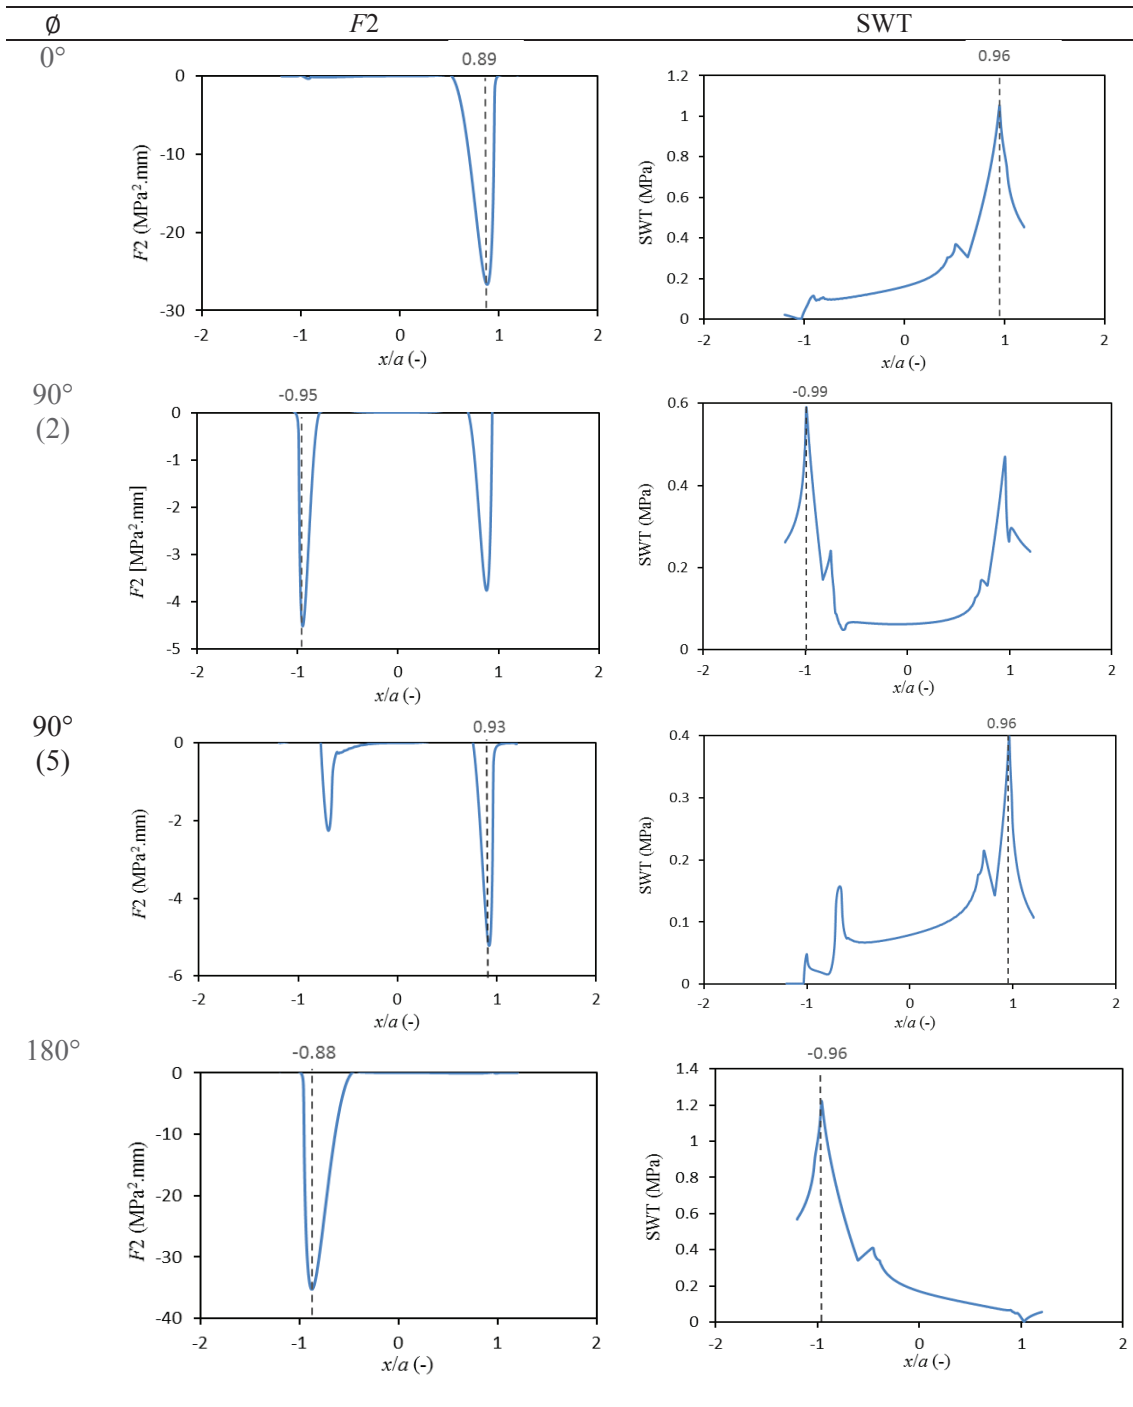 ∅ F2 SWT
0°
0.89
0
-10
-20
-30
-2 -1 0 1 2
F2 (MPa².mm)
x/a (-)
0.96
1.2
1
0.8
0.6
0.4
0.2
0
-2 -1 0 1 2
SWT (MPa)
x/a (-)
90°
(2)
-0.95
0
-1
-2
-3
-4
-5
-2 -1 0 1 2
F2 [MPa².mm]
x/a (-)
-0.99
0.6
0.4
0.2
0
-2 -1 0 1 2
SWT (MPa)
x/a (-)
90°
(5)
0.93
0
-2
-4
-6
-2 -1 0 1 2
F2 (MPa².mm)
x/a (-)
0.96
0.4
0.3
0.2
0.1
0
-2 -1 0 1 2
SWT (MPa)
x/a (-)
180°
-0.88
0
-10
-20
-30
-40
-2 -1 0 1 2
F2 (MPa².mm)
x/a (-)
-0.96
1.4
1.2
1
0.8
0.6
0.4
0.2
0
-2 -1 0 1 2
SWT (MPa)
x/a (-)